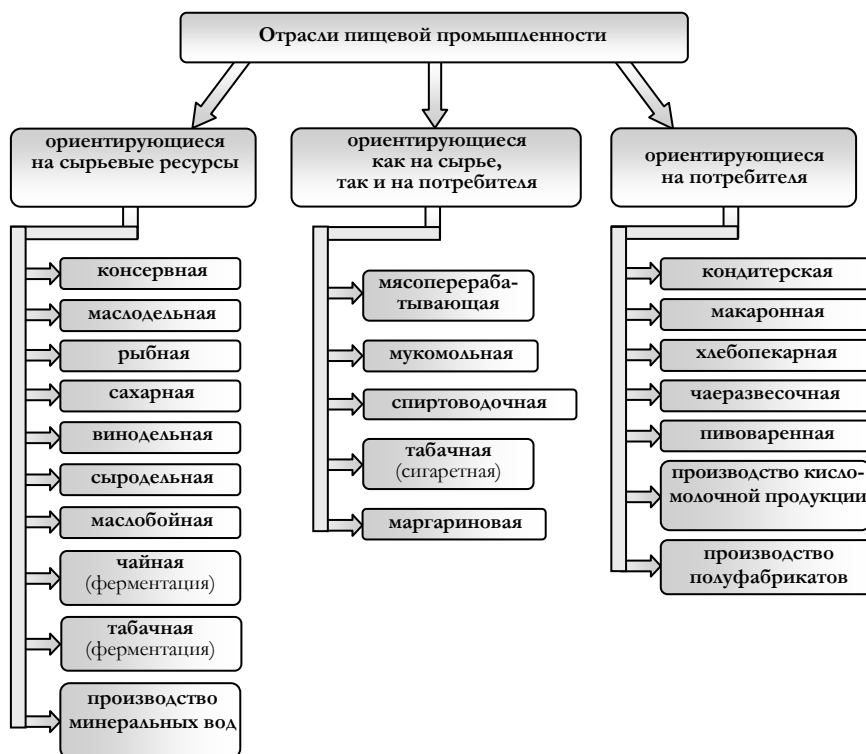 Отрасли пищевой промышленности
ориентирующиеся
на сырьевые ресурсы
консервная
маслодельная
рыбная
сахарная
винодельная
сыродельная
маслобойная
чайная
(ферментация)
табачная
(ферментация)
производство
минеральных вод
ориентирующиеся
как на сырье,
так и на потребителя
мясоперераба-
тывающая
мукомольная
спиртоводочная
табачная
(сигаретная)
маргариновая
ориентирующиеся
на потребителя
кондитерская
макаронная
хлебопекарная
чаеразвесочная
пивоваренная
производство кисло-
молочной продукции
производство
полуфабрикатов